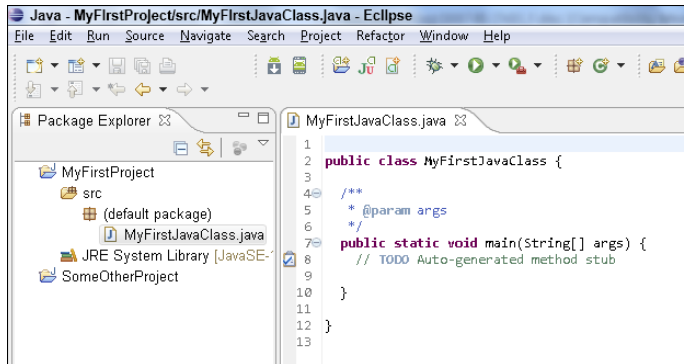 Java - MyFirstProject/src/MyFirstJavaClass.java - Eclipse
File Edit Run Source Navigate Search Project Refactor Window Help
Package Explorer
MyFirstProject
src
(default package)
MyFirstJavaClass.java
JRE System Library [JavaSE-1
SomeOtherProject
MyFirstJavaClass.java
1
2 public class MyFirstJavaClass {
3
4 /**
5 * @param args
6 */
7 public static void main(String[] args) {
8 // TODO Auto-generated method stub
9
10 }
11
12 }
13